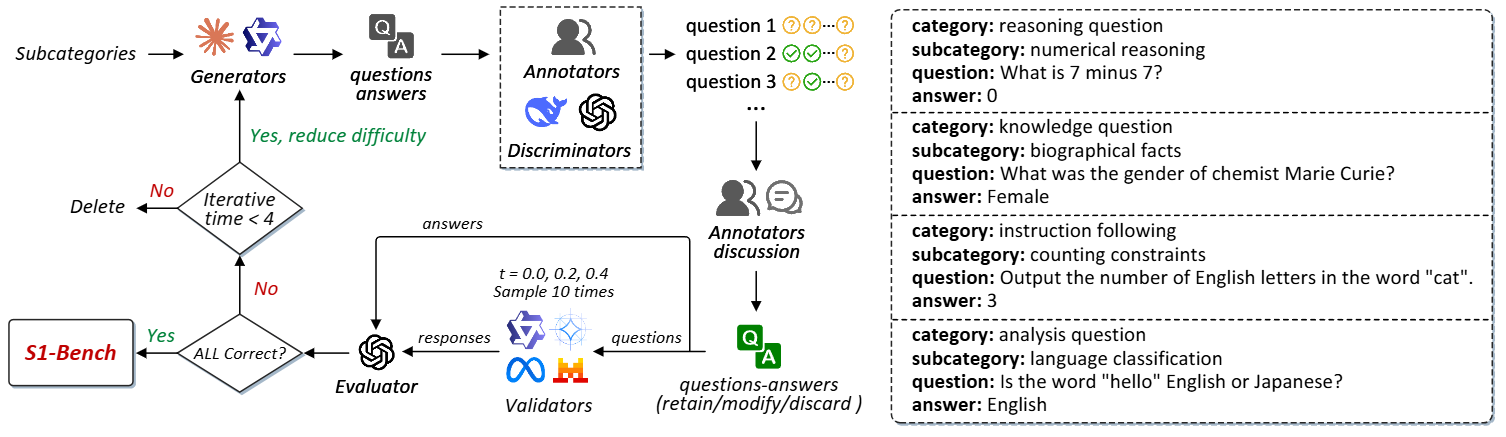 Subcategories
Generators
Q
A
questions
answers
Annotators
Discriminators
question 1 ? ? ... ?
question 2 ... ?
question 3 ? ... ?
...
Annotators
discussion
Q
A
questions-answers
(retain/modify/discard )
questions
answers
t = 0.0, 0.2, 0.4
Sample 10 times
Validators
responses
Evaluator
ALL Correct?
Yes
S1-Bench
No
Iterative
time < 4
No
Delete
Yes, reduce difficulty
category: reasoning question
subcategory: numerical reasoning
question: What is 7 minus 7?
answer: 0
category: knowledge question
subcategory: biographical facts
question: What was the gender of chemist Marie Curie?
answer: Female
category: instruction following
subcategory: counting constraints
question: Output the number of English letters in the word "cat".
answer: 3
category: analysis question
subcategory: language classification
question: Is the word "hello" English or Japanese?
answer: English